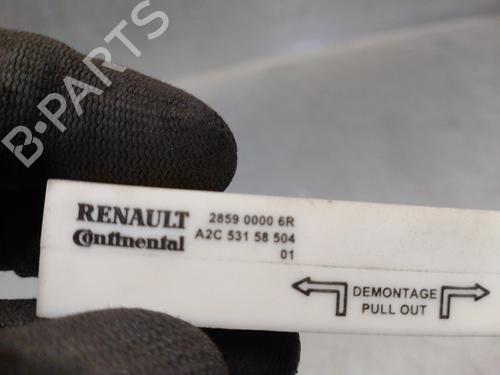 B-PARTS
RENAULT 2859 0000 6R
Continental A2C 531 58 504
01
DEMONTAGE
PULL OUT